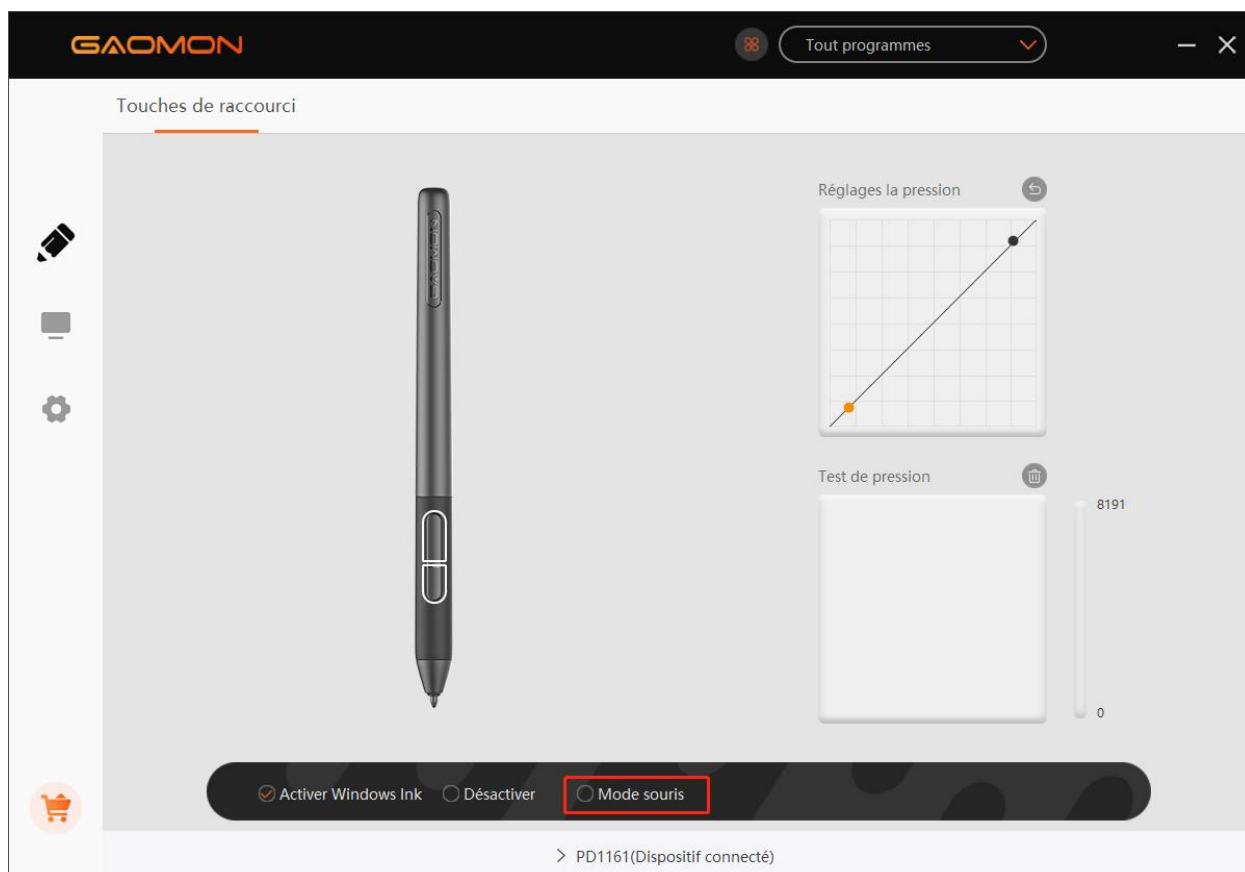 GAOMON
Tout programmes
Touches de raccourci
GAOMON
Réglages la pression
Test de pression
8191
0
Activer Windows Ink
Désactiver
Mode souris
PD1161(Dispositif connecté)